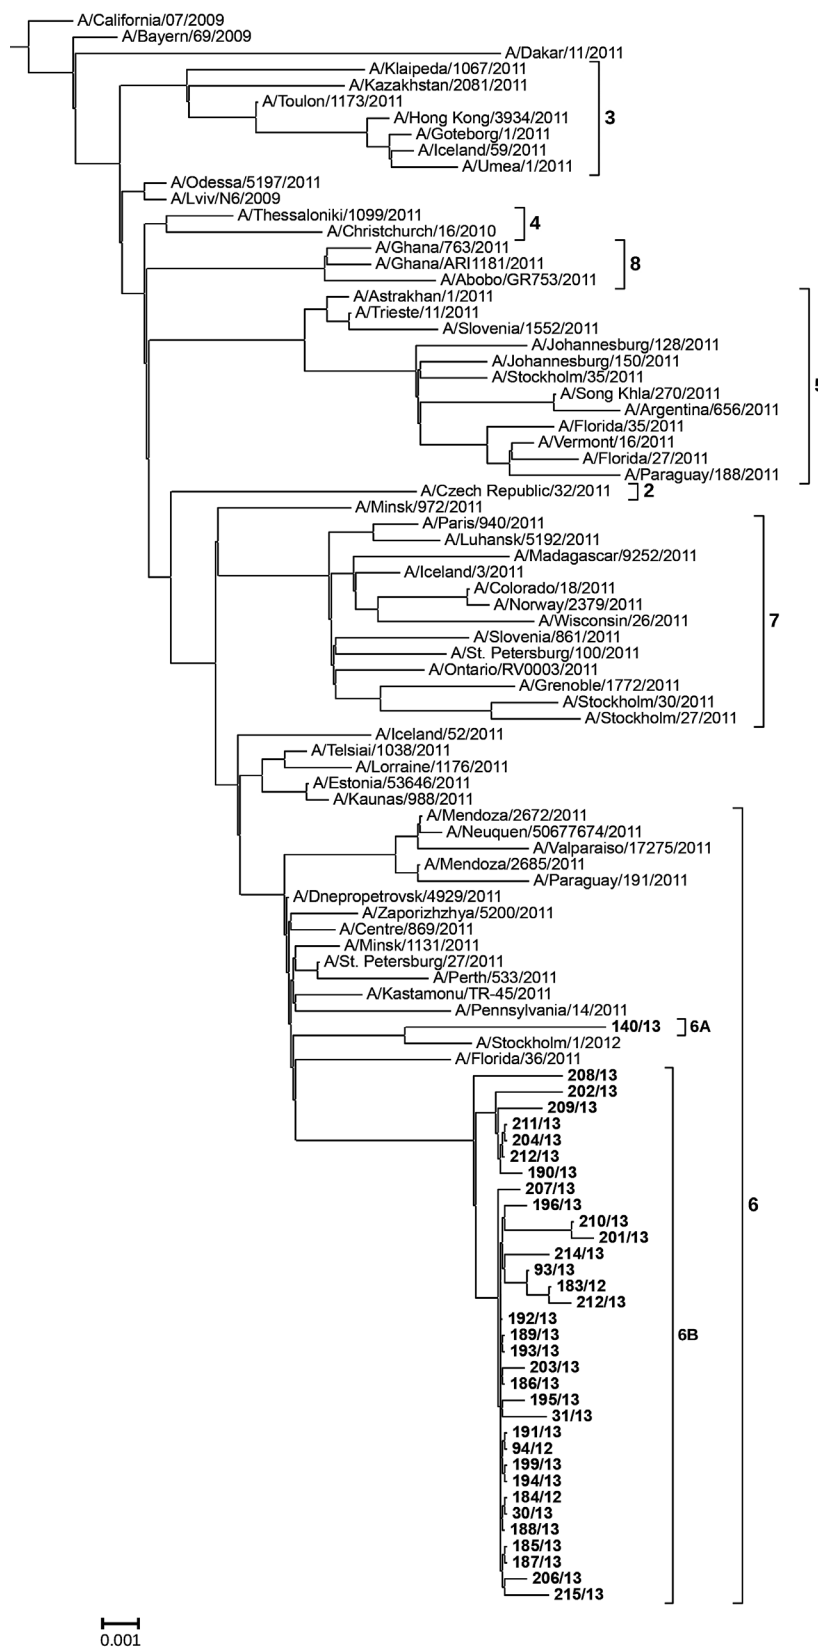 A/California/07/2009
A/Bayern/69/2009
A/Dakar/11/2011
A/Klaipeda/1067/2011
A/Kazakhstan/2081/2011
A/Toulon/1173/2011
A/Hong Kong/3934/2011
3
A/Goteborg/1/2011
A/Iceland/59/2011
A/Umea/1/2011
A/Odessa/5197/2011
A/Lviv/N6/2009
A/Thessaloniki/1099/2011
4
A/Christchurch/16/2010
A/Ghana/763/2011
A/Ghana/ARI1181/2011
8
A/Abobo/GR753/2011
A/Astrakhan/1/2011
A/Trieste/11/2011
A/Slovenia/1552/2011
A/Johannesburg/128/2011
A/Johannesburg/150/2011
A/Stockholm/35/2011
5
A/Song Khla/270/2011
A/Argentina/656/2011
A/Florida/35/2011
A/Vermont/16/2011
A/Florida/27/2011
A/Paraguay/188/2011
A/Czech Republic/32/2011 2
A/Minsk/972/2011
A/Paris/940/2011
A/Luhansk/5192/2011
A/Madagascar/9252/2011
A/Iceland/3/2011
A/Colorado/18/2011
A/Norway/2379/2011
A/Wisconsin/26/2011
7
A/Slovenia/861/2011
A/St. Petersburg/100/2011
A/Ontario/RV0003/2011
A/Grenoble/1772/2011
A/Stockholm/30/2011
A/Stockholm/27/2011
A/Iceland/52/2011
A/Telsiai/1038/2011
A/Lorraine/1176/2011
A/Estonia/53646/2011
A/Kaunas/988/2011
A/Mendoza/2672/2011
A/Neuquen/50677674/2011
A/Valparaiso/17275/2011
A/Mendoza/2685/2011
A/Paraguay/191/2011
A/Dnepropetrovsk/4929/2011
A/Zaporizhzhya/5200/2011
A/Centre/869/2011
A/Minsk/1131/2011
A/St. Petersburg/27/2011
A/Perth/533/2011
A/Kastamonu/TR-45/2011
A/Pennsylvania/14/2011
140/13 6A
A/Stockholm/1/2012
A/Florida/36/2011
208/13
202/13
209/13
211/13
204/13
212/13
190/13
207/13
196/13
6
210/13
201/13
214/13
93/13
183/12
212/13
192/13
189/13
6B
193/13
203/13
186/13
195/13
31/13
191/13
94/12
199/13
194/13
184/12
30/13
188/13
185/13
187/13
206/13
215/13
0.001